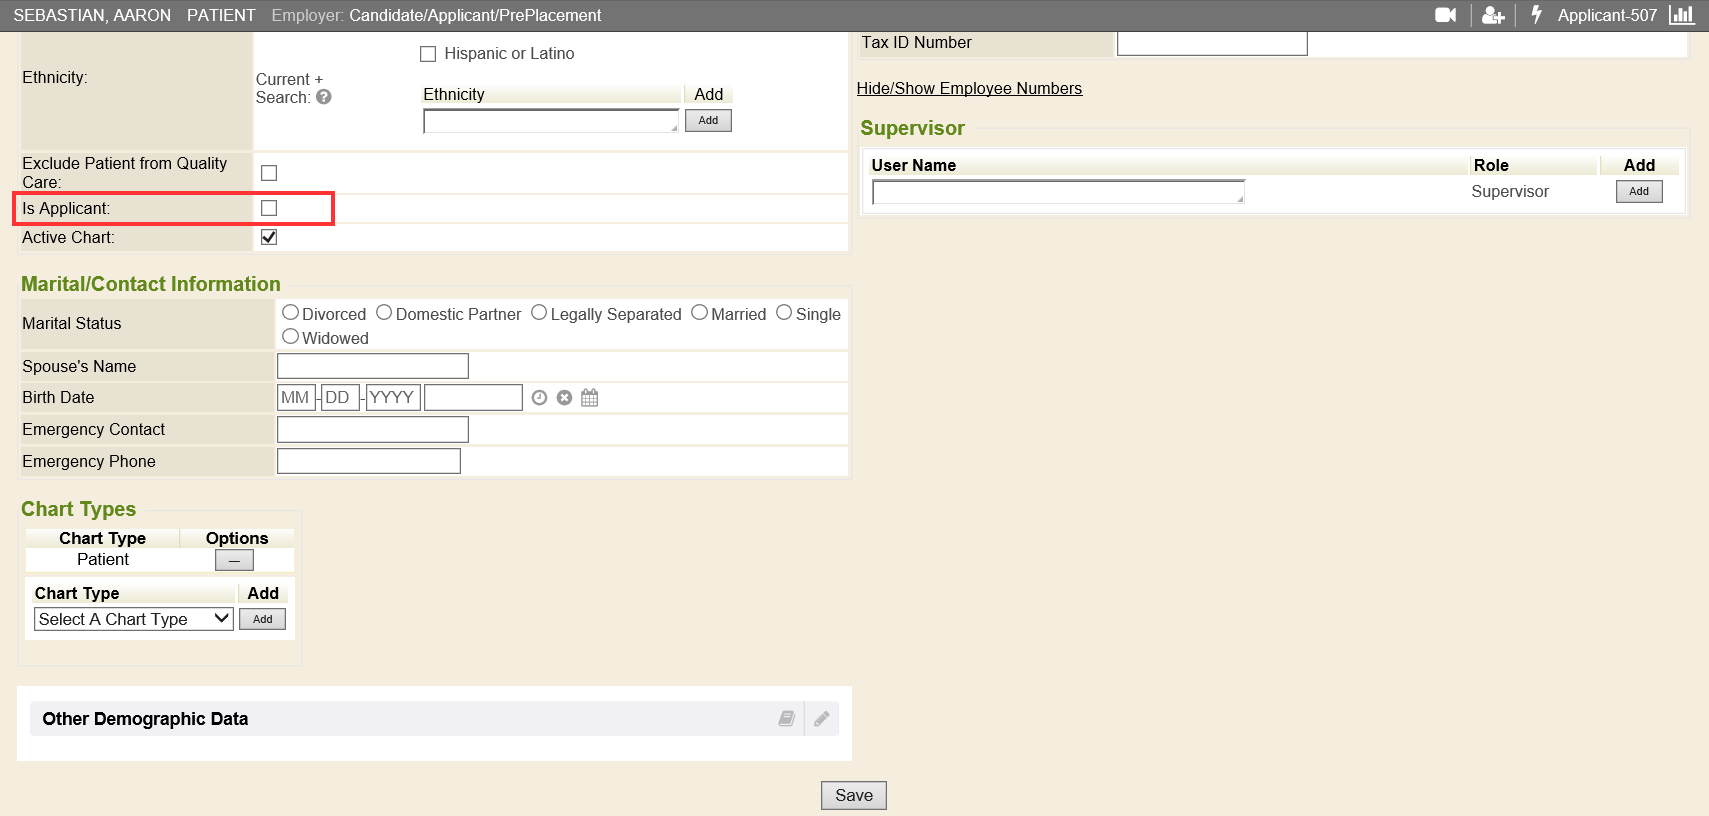 SEBASTIAN, AARON PATIENT Employer: Candidate/Applicant/PrePlacement Applicant-507
Hispanic or Latino
Ethnicity:
Current +
Search:
Ethnicity Add
Add
Exclude Patient from Quality
Care:
Is Applicant:
Active Chart:
Tax ID Number
Hide/Show Employee Numbers
Supervisor
User Name Role Add
Supervisor Add
Marital/Contact Information
Marital Status
Divorced Domestic Partner Legally Separated Married Single
Widowed
Spouse's Name
Birth Date MM - DD - YYYY
Emergency Contact
Emergency Phone
Chart Types
Chart Type Options
Patient —
Chart Type Add
Select A Chart Type Add
Other Demographic Data
Save